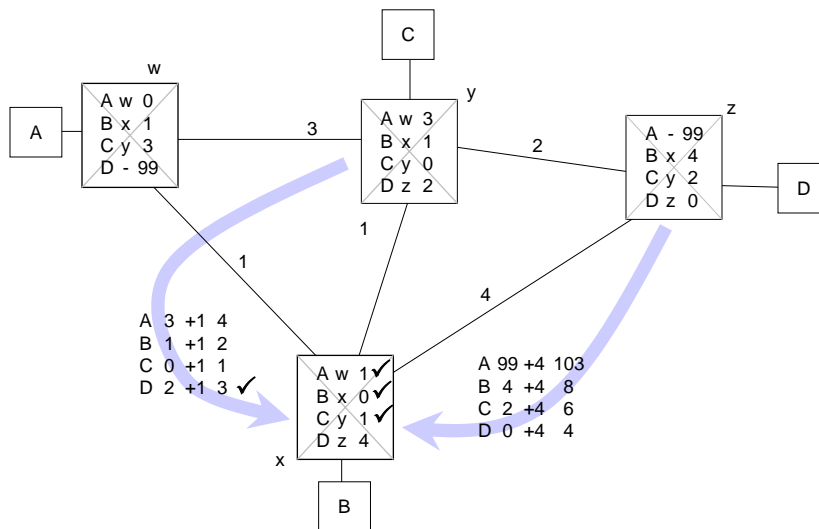 C
w
y
z
A
A w 0
B x 1
C y 3
D - 99
3
A w 3
B x 1
C y 0
D z 2
2
A - 99
B x 4
C y 2
D z 0
D
1
1
4
A 3 +1 4
B 1 +1 2
C 0 +1 1
D 2 +1 3 ✓
A w 1 ✓
B x 0 ✓
C y 1 ✓
D z 4
A 99 +4 103
B 4 +4 8
C 2 +4 6
D 0 +4 4
x
B